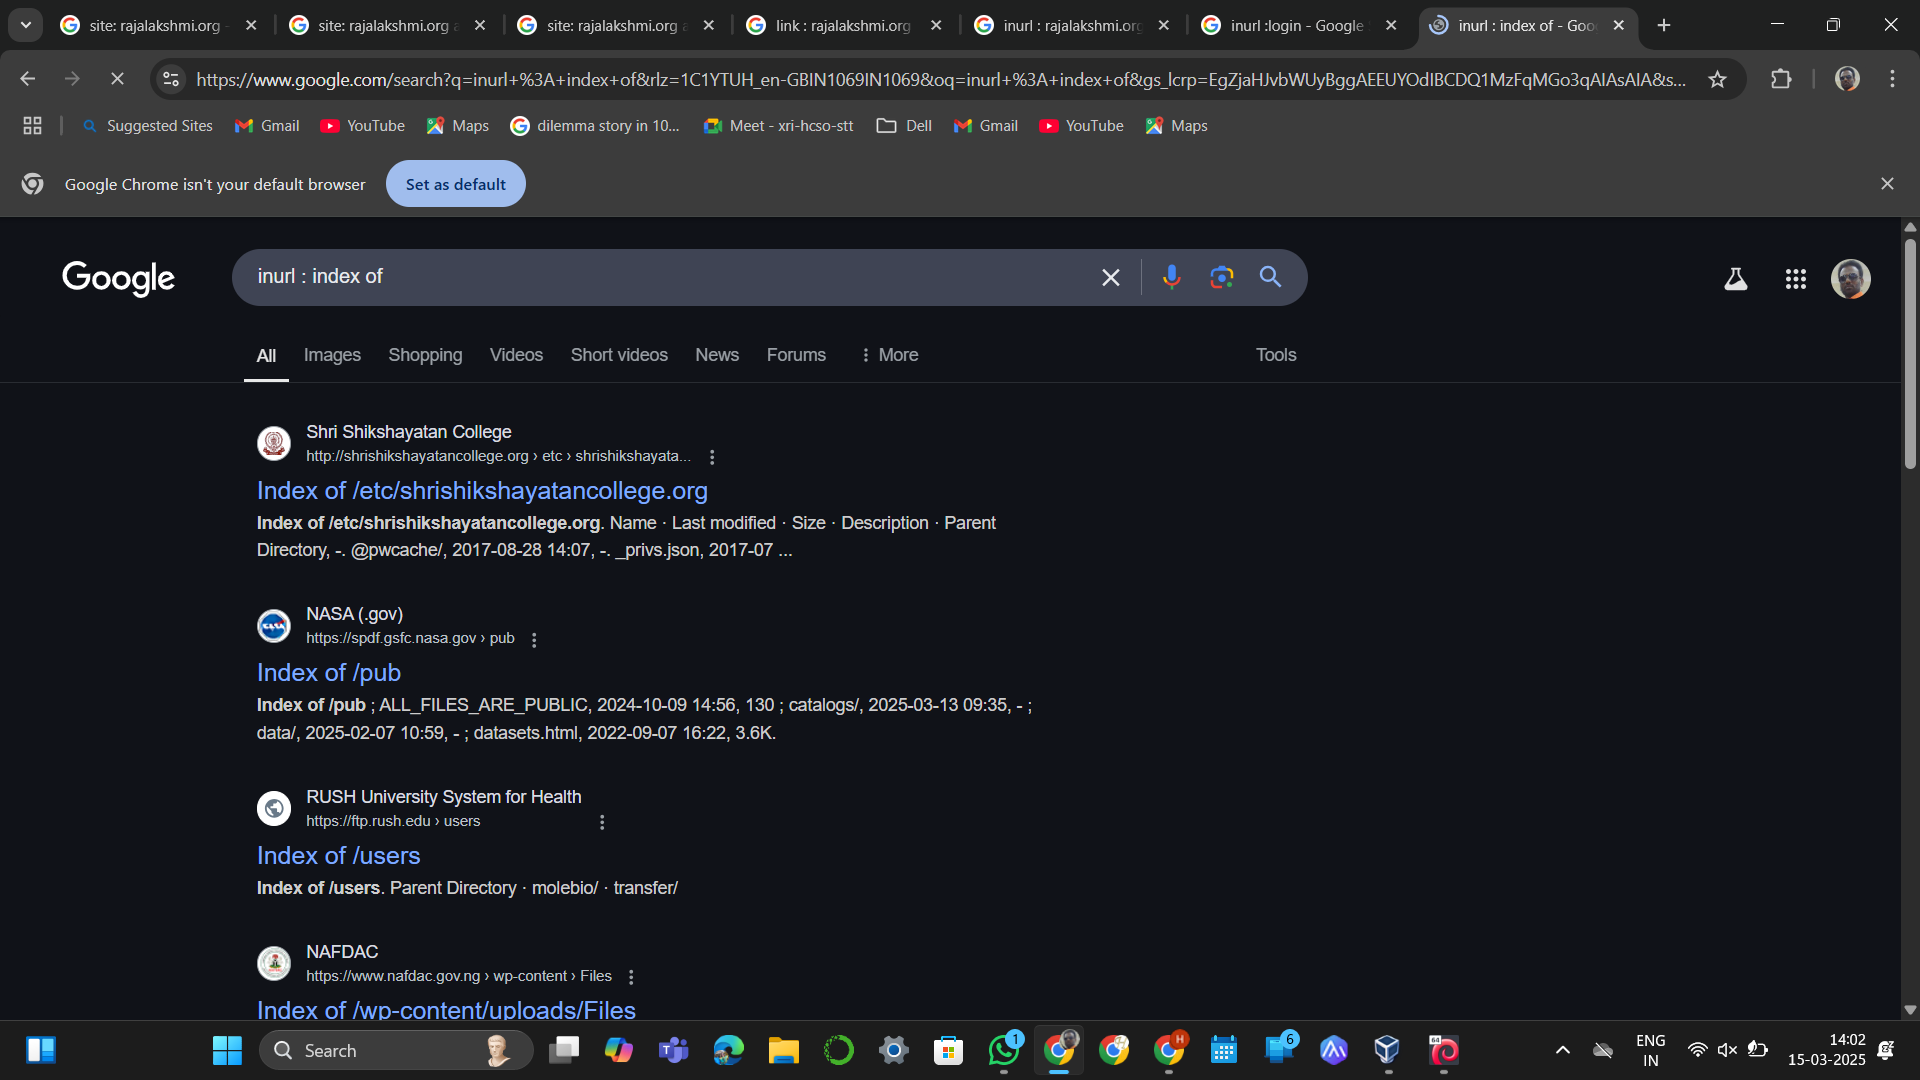 site: rajalakshmi.org -
site: rajalakshmi.org a
site: rajalakshmi.org a
link : rajalakshmi.org
inurl : rajalakshmi.org
inurl :login - Google
inurl : index of - Goo
https://www.google.com/search?q=inurl+%3A+index+of&rlz=1C1YTUH_en-GBIN1069IN1069&oq=inurl+%3A+index+of&gs_lcrp=EgZjaHJvbWUyBggAEEUYOdIBCDQ1MzFqMGo3qAIAsAIA&s...
Suggested Sites
Gmail
YouTube
Maps
dilemma story in 10...
Meet - xri-hcso-stt
Dell
Gmail
YouTube
Maps
Google Chrome isn't your default browser
Set as default
Google
inurl : index of
All
Images
Shopping
Videos
Short videos
News
Forums
More
Tools
Shri Shikshayatan College
http://shrishikshayatancollege.org › etc › shrishikshayata...
Index of /etc/shrishikshayatancollege.org
Index of /etc/shrishikshayatancollege.org. Name · Last modified · Size · Description · Parent
Directory, -. @pwcache/, 2017-08-28 14:07, -. _privs.json, 2017-07 ...
NASA (.gov)
https://spdf.gsfc.nasa.gov › pub
Index of /pub
Index of /pub ; ALL_FILES_ARE_PUBLIC, 2024-10-09 14:56, 130 ; catalogs/, 2025-03-13 09:35, - ;
data/, 2025-02-07 10:59, - ; datasets.html, 2022-09-07 16:22, 3.6K.
RUSH University System for Health
https://ftp.rush.edu › users
Index of /users
Index of /users. Parent Directory · molebio/ · transfer/
NAFDAC
https://www.nafdac.gov.ng › wp-content › Files
Index of /wp-content/uploads/Files
Search
1
H
6
64
ENG
IN
14:02
15-03-2025